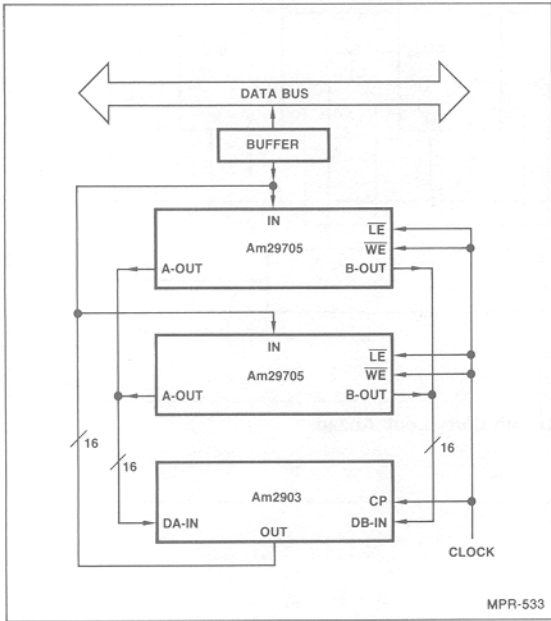 DATA BUS
BUFFER
IN
LE
Am29705
WE
A-OUT
B-OUT
IN
LE
Am29705
WE
A-OUT
B-OUT
16
16
16
Am2903
CP
DA-IN
DB-IN
OUT
CLOCK
MPR-533